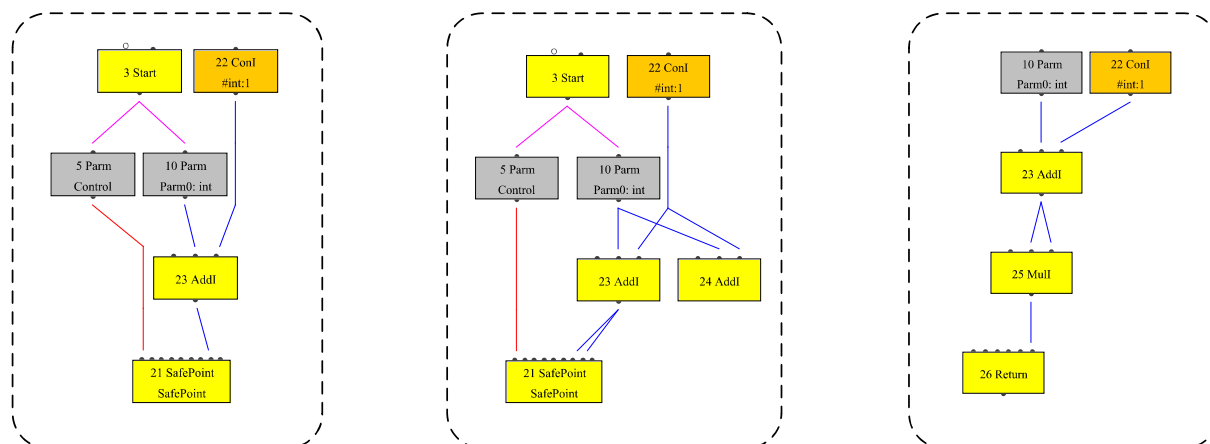 3 Start
22 ConI
#int:1
5 Parm
Control
10 Parm
Parm0: int
23 AddI
21 SafePoint
SafePoint
3 Start
22 ConI
#int:1
5 Parm
Control
10 Parm
Parm0: int
23 AddI
24 AddI
21 SafePoint
SafePoint
10 Parm
Parm0: int
22 ConI
#int:1
23 AddI
25 MulI
26 Return